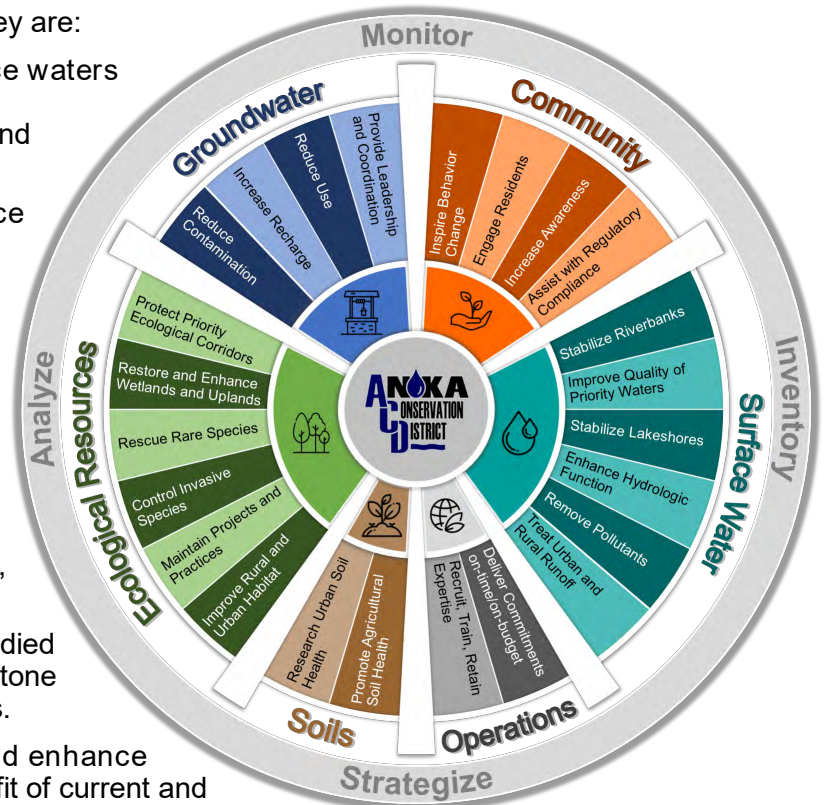 ey are:
ce waters
nd
ce
,
died
tone
s.
d enhance
fit of current and
Monitor
Inventory
Strategize
Analyze
Groundwater
Reduce
Contamination
Increase Recharge
Reduce Use
Provide Leadership
and Coordination
Community
Inspire Behavior
Change
Engage Residents
Increase Awareness
Assist with Regulatory
Compliance
Surface Water
Stabilize Riverbanks
Improve Quality of
Priority Waters
Stabilize Lakeshores
Enhance Hydrologic
Function
Remove Pollutants
Treat Urban and
Rural Runoff
Operations
Deliver Commitments
on-time/on-budget
Recruit, Train, Retain
Expertise
Soils
Promote Agricultural
Soil Health
Research Urban Soil
Health
Ecological Resources
Protect Priority
Ecological Corridors
Restore and Enhance
Wetlands and Uplands
Rescue Rare Species
Control Invasive
Species
Maintain Projects and
Practices
Improve Rural and
Urban Habitat
ANOKA
CONSERVATION
DISTRICT